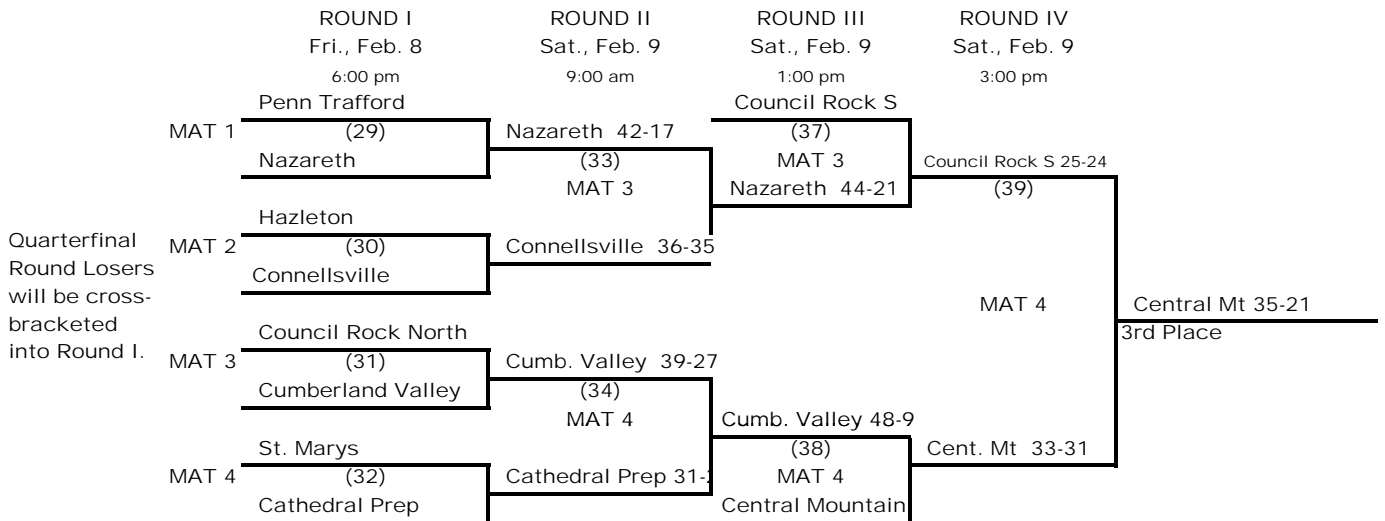 ROUND I ROUND II ROUND III ROUND IV
Fri., Feb. 8 Sat., Feb. 9 Sat., Feb. 9 Sat., Feb. 9
6:00 pm 9:00 am 1:00 pm 3:00 pm
Penn Trafford Council Rock S
MAT 1 (29) Nazareth 42-17 (37)
Nazareth (33) MAT 3 Council Rock S 25-24
MAT 3 Nazareth 44-21 (39)
Hazleton
MAT 2 (30) Connellsville 36-35
Connellsville
Quarterfinal
Round Losers
will be cross-
bracketed
into Round I.
MAT 4 Central Mt 35-21
3rd Place
Council Rock North
MAT 3 (31) Cumb. Valley 39-27
Cumberland Valley (34)
MAT 4 Cumb. Valley 48-9
St. Marys (38) Cent. Mt 33-31
MAT 4 (32) Cathedral Prep 31- MAT 4
Cathedral Prep Central Mountain